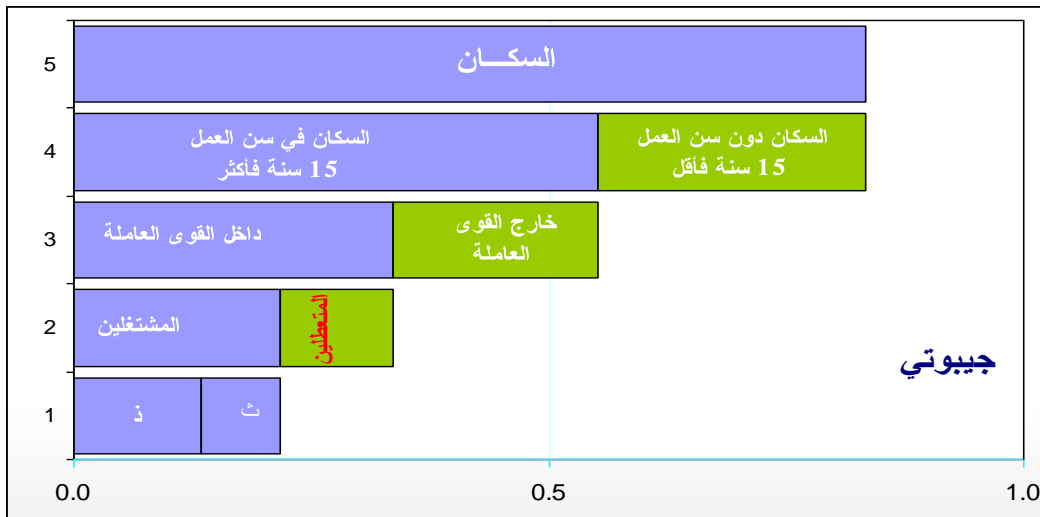 5
السكـــان
4
السكان في سن العمل
15 سنة فأكثر
السكان دون سن العمل
15 سنة فأقل
3
داخل القوى العاملة
خارج القوى
العاملة
2
المشتغلين
المتعطلين
جيبوتي
1
ذ
ث
0.0
0.5
1.0